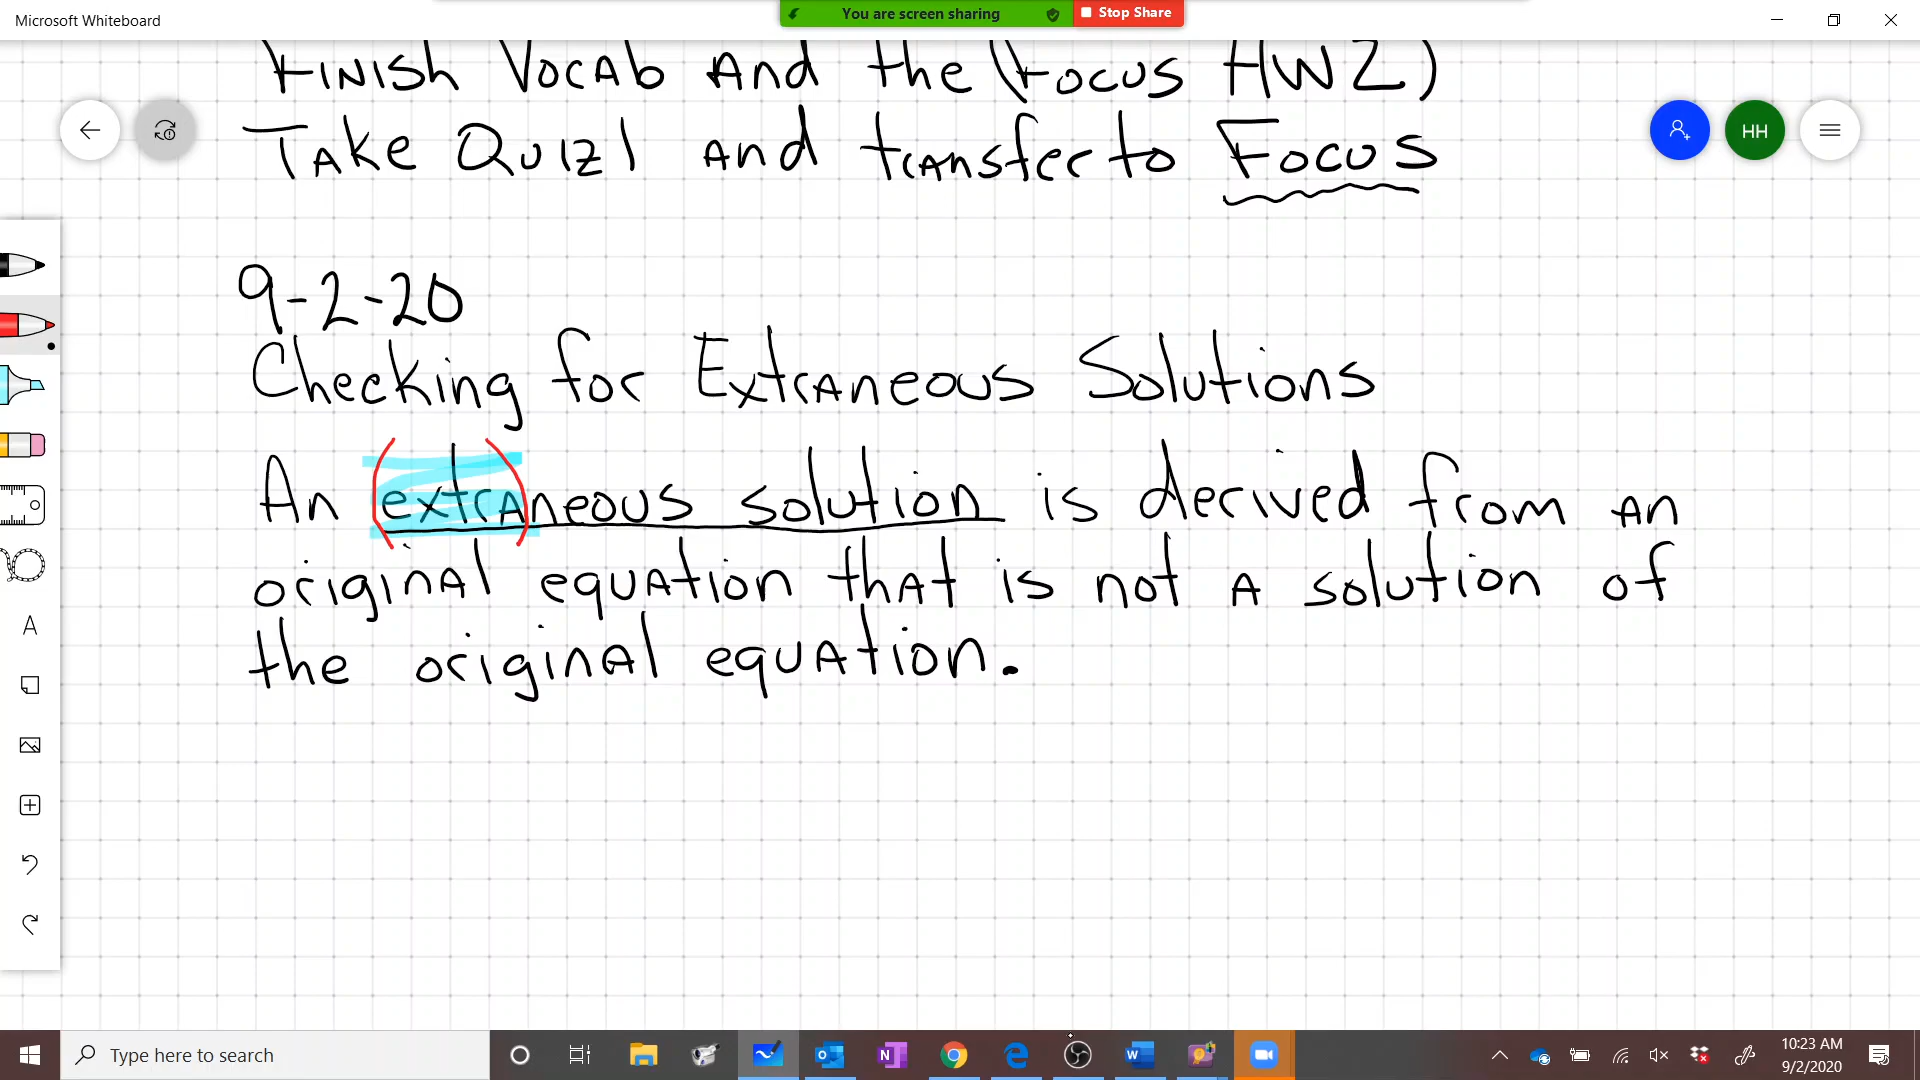 Microsoft Whiteboard
You are screen sharing
Stop Share
Finish Vocab and the (Focus HW2)
Take Quiz 1 and transfer to Focus
HH
9-2-20
Checking for Extraneous Solutions
An extraneous solution is derived from an
original equation that is not a solution of
the original equation.
Type here to search
10:23 AM
9/2/2020